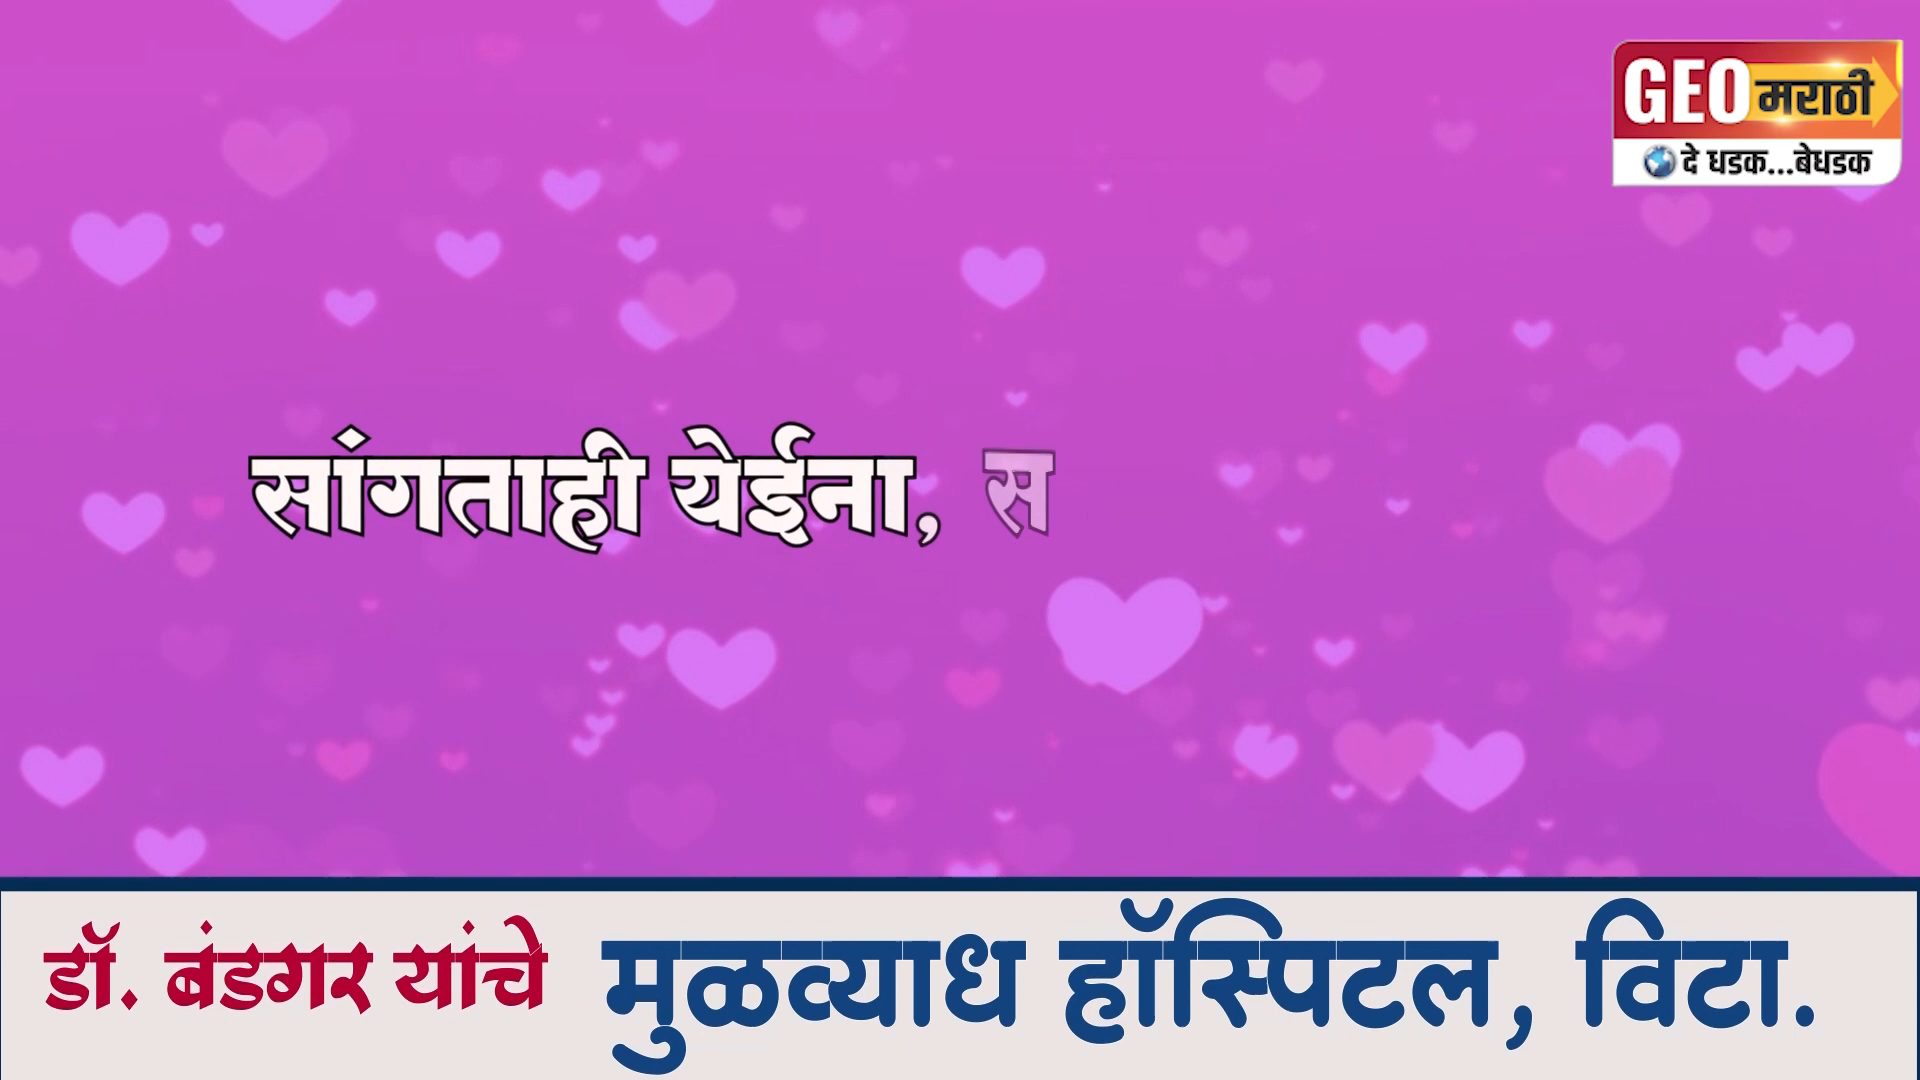 GEO मराठी
दे धडक...बेधडक
सांगताही येईना, स
डॉ. बंडगर यांचे मुळव्याध हॉस्पिटल, विटा.